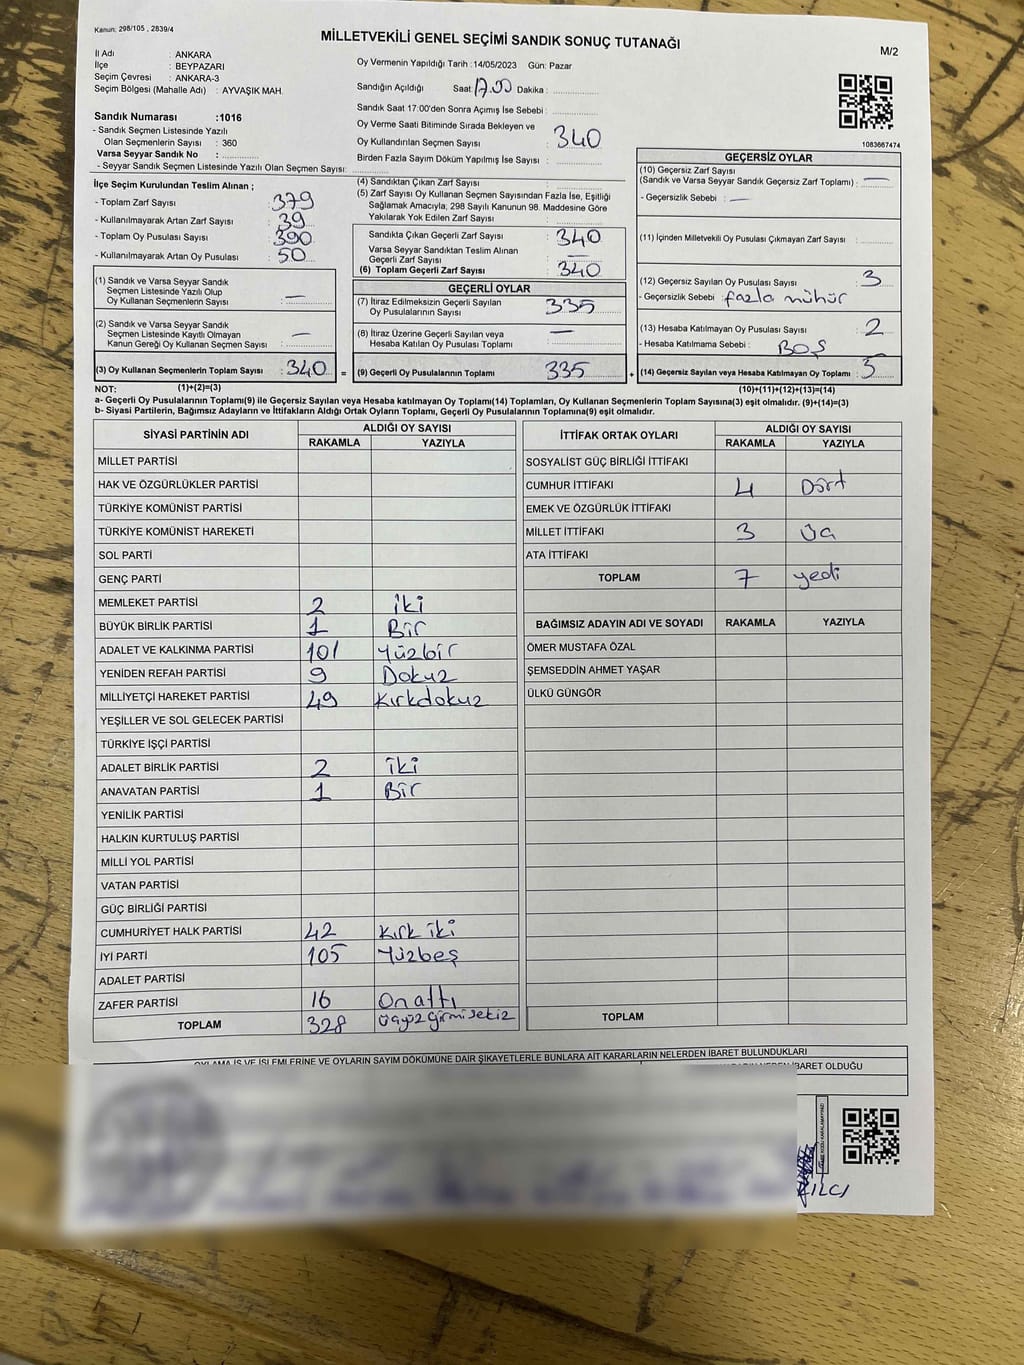 Kanun: 298/105 , 2839/4
MİLLETVEKİLİ GENEL SEÇİMİ SANDIK SONUÇ TUTANAĞI
M/2
İl Adı : ANKARA
İlçe : BEYPAZARI
Seçim Çevresi : ANKARA-3
Seçim Bölgesi (Mahalle Adı) : AYVAŞIK MAH.
Sandık Numarası :1016
- Sandık Seçmen Listesinde Yazılı
Olan Seçmenlerin Sayısı : 360
Varsa Seyyar Sandık No :
- Seyyar Sandık Seçmen Listesinde Yazılı Olan Seçmen Sayısı:
Oy Vermenin Yapıldığı Tarih :14/05/2023 Gün: Pazar
Sandığın Açıldığı Saat: 17.00 Dakika :
Sandık Saat 17:00'den Sonra Açımış İse Sebebi :
Oy Verme Saati Bitiminde Sırada Bekleyen ve
Oy Kullandırılan Seçmen Sayısı : 340
Birden Fazla Sayım Döküm Yapılmış İse Sayısı :
1083667474
İlçe Seçim Kurulundan Teslim Alınan ;
- Toplam Zarf Sayısı : 379
- Kullanılmayarak Artan Zarf Sayısı : 39
- Toplam Oy Pusulası Sayısı : 390
- Kullanılmayarak Artan Oy Pusulası : 50
(4) Sandıktan Çıkan Zarf Sayısı :
(5) Zarf Sayısı Oy Kullanan Seçmen Sayısından Fazla İse, Eşitliği
Sağlamak Amacıyla; 298 Sayılı Kanunun 98. Maddesine Göre
Yakılarak Yok Edilen Zarf Sayısı :
Sandıkta Çıkan Geçerli Zarf Sayısı : 340
Varsa Seyyar Sandıktan Teslim Alınan
Geçerli Zarf Sayısı : —
(6) Toplam Geçerli Zarf Sayısı : 340
GEÇERSİZ OYLAR
(10) Geçersiz Zarf Sayısı
(Sandık ve Varsa Seyyar Sandık Geçersiz Zarf Toplamı) : —
- Geçersizlik Sebebi : —
(11) İçinden Milletvekili Oy Pusulası Çıkmayan Zarf Sayısı :
(12) Geçersiz Sayılan Oy Pusulası Sayısı : 3
- Geçersizlik Sebebi : fazla mühür
(13) Hesaba Katılmayan Oy Pusulası Sayısı : 2
- Hesaba Katılmama Sebebi : BOŞ
(14) Geçersiz Sayılan veya Hesaba Katılmayan Oy Toplamı : 5
(10)+(11)+(12)+(13)=(14)
(1) Sandık ve Varsa Seyyar Sandık
Seçmen Listesinde Yazılı Olup
Oy Kullanan Seçmenlerin Sayısı : —
(2) Sandık ve Varsa Seyyar Sandık
Seçmen Listesinde Kayıtlı Olmayan
Kanun Gereği Oy Kullanan Seçmen Sayısı : —
(3) Oy Kullanan Seçmenlerin Toplam Sayısı : 340 =
(1)+(2)=(3)
GEÇERLİ OYLAR
(7) İtiraz Edilmeksizin Geçerli Sayılan
Oy Pusulalarının Sayısı : 335
(8) İtiraz Üzerine Geçerli Sayılan veya
Hesaba Katılan Oy Pusulası Toplamı : —
(9) Geçerli Oy Pusulalarının Toplamı : 335 +
NOT:
a- Geçerli Oy Pusulalarının Toplamı(9) ile Geçersiz Sayılan veya Hesaba Katılmayan Oy Toplamı(14) Toplamları, Oy Kullanan Seçmenlerin Toplam Sayısına(3) eşit olmalıdır. (9)+(14)=(3)
b- Siyasi Partilerin, Bağımsız Adayların ve İttifakların Aldığı Ortak Oyların Toplamı, Geçerli Oy Pusulalarının Toplamına(9) eşit olmalıdır.
SİYASİ PARTİNİN ADI ALDIĞI OY SAYISI
RAKAMLA YAZIYLA
MİLLET PARTİSİ
HAK VE ÖZGÜRLÜKLER PARTİSİ
TÜRKİYE KOMÜNİST PARTİSİ
TÜRKİYE KOMÜNİST HAREKETİ
SOL PARTİ
GENÇ PARTİ
MEMLEKET PARTİSİ 2 iki
BÜYÜK BİRLİK PARTİSİ 1 Bir
ADALET VE KALKINMA PARTİSİ 101 Yüzbir
YENİDEN REFAH PARTİSİ 9 Dokuz
MİLLİYETÇİ HAREKET PARTİSİ 49 Kırkdokuz
YEŞİLLER VE SOL GELECEK PARTİSİ
TÜRKİYE İŞÇİ PARTİSİ
ADALET BİRLİK PARTİSİ 2 iki
ANAVATAN PARTİSİ 1 Bir
YENİLİK PARTİSİ
HALKIN KURTULUŞ PARTİSİ
MİLLİ YOL PARTİSİ
VATAN PARTİSİ
GÜÇ BİRLİĞİ PARTİSİ
CUMHURİYET HALK PARTİSİ 42 Kırk iki
İYİ PARTİ 105 Yüzbeş
ADALET PARTİSİ
ZAFER PARTİSİ 16 On altı
TOPLAM 328 üçyüz yirmi sekiz
İTTİFAK ORTAK OYLARI ALDIĞI OY SAYISI
RAKAMLA YAZIYLA
SOSYALİST GÜÇ BİRLİĞİ İTTİFAKI
CUMHUR İTTİFAKI 4 Dört
EMEK VE ÖZGÜRLÜK İTTİFAKI
MİLLET İTTİFAKI 3 Üç
ATA İTTİFAKI
TOPLAM 7 yedi
BAĞIMSIZ ADAYIN ADI VE SOYADI RAKAMLA YAZIYLA
ÖMER MUSTAFA ÖZAL
ŞEMSEDDİN AHMET YAŞAR
ÜLKÜ GÜNGÖR
TOPLAM
OYLAMA İŞ VE İŞLEMLERİNE VE OYLARIN SAYIM DÖKÜMÜNE DAİR ŞİKAYETLERLE BUNLARA AİT KARARLARIN NELERDEN İBARET BULUNDUKLARI
İBARET OLDUĞU